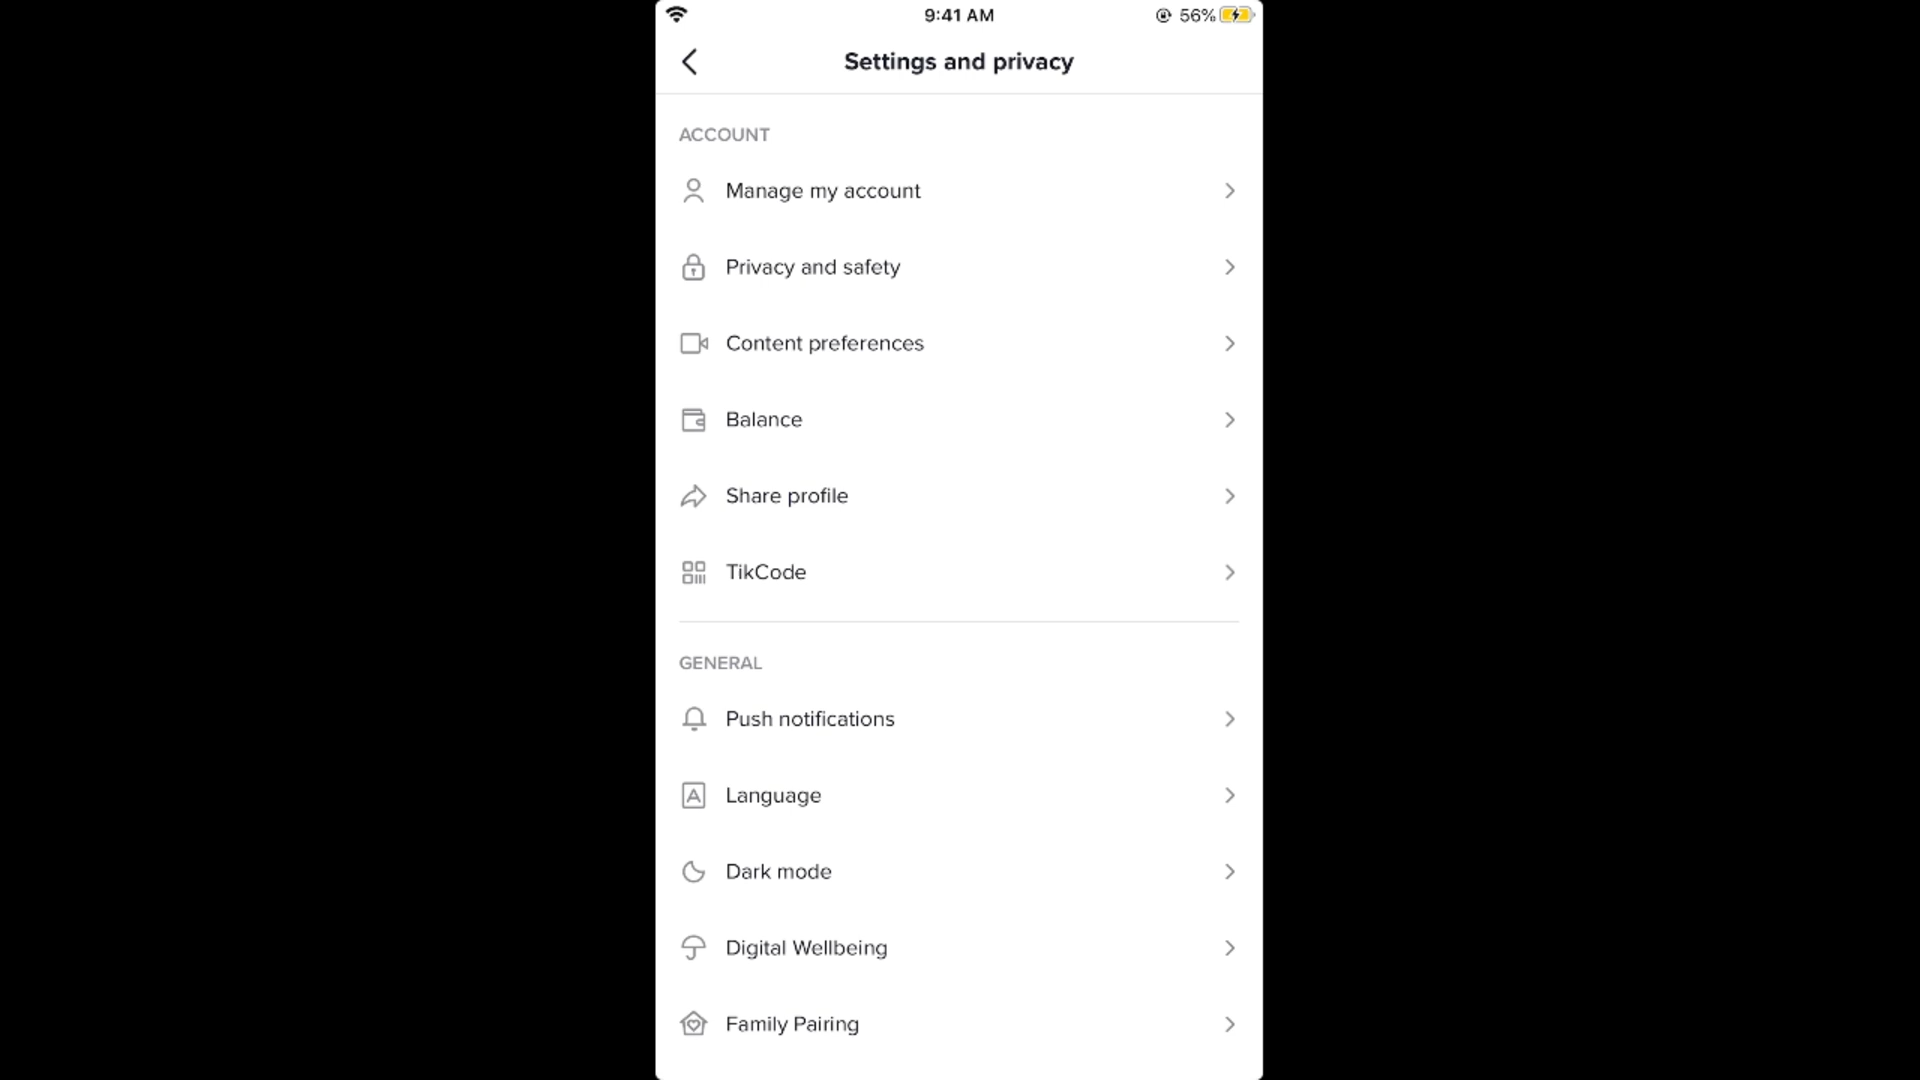 9:41 AM
56%
Settings and privacy
ACCOUNT
Manage my account
Privacy and safety
Content preferences
Balance
Share profile
TikCode
GENERAL
Push notifications
Language
Dark mode
Digital Wellbeing
Family Pairing